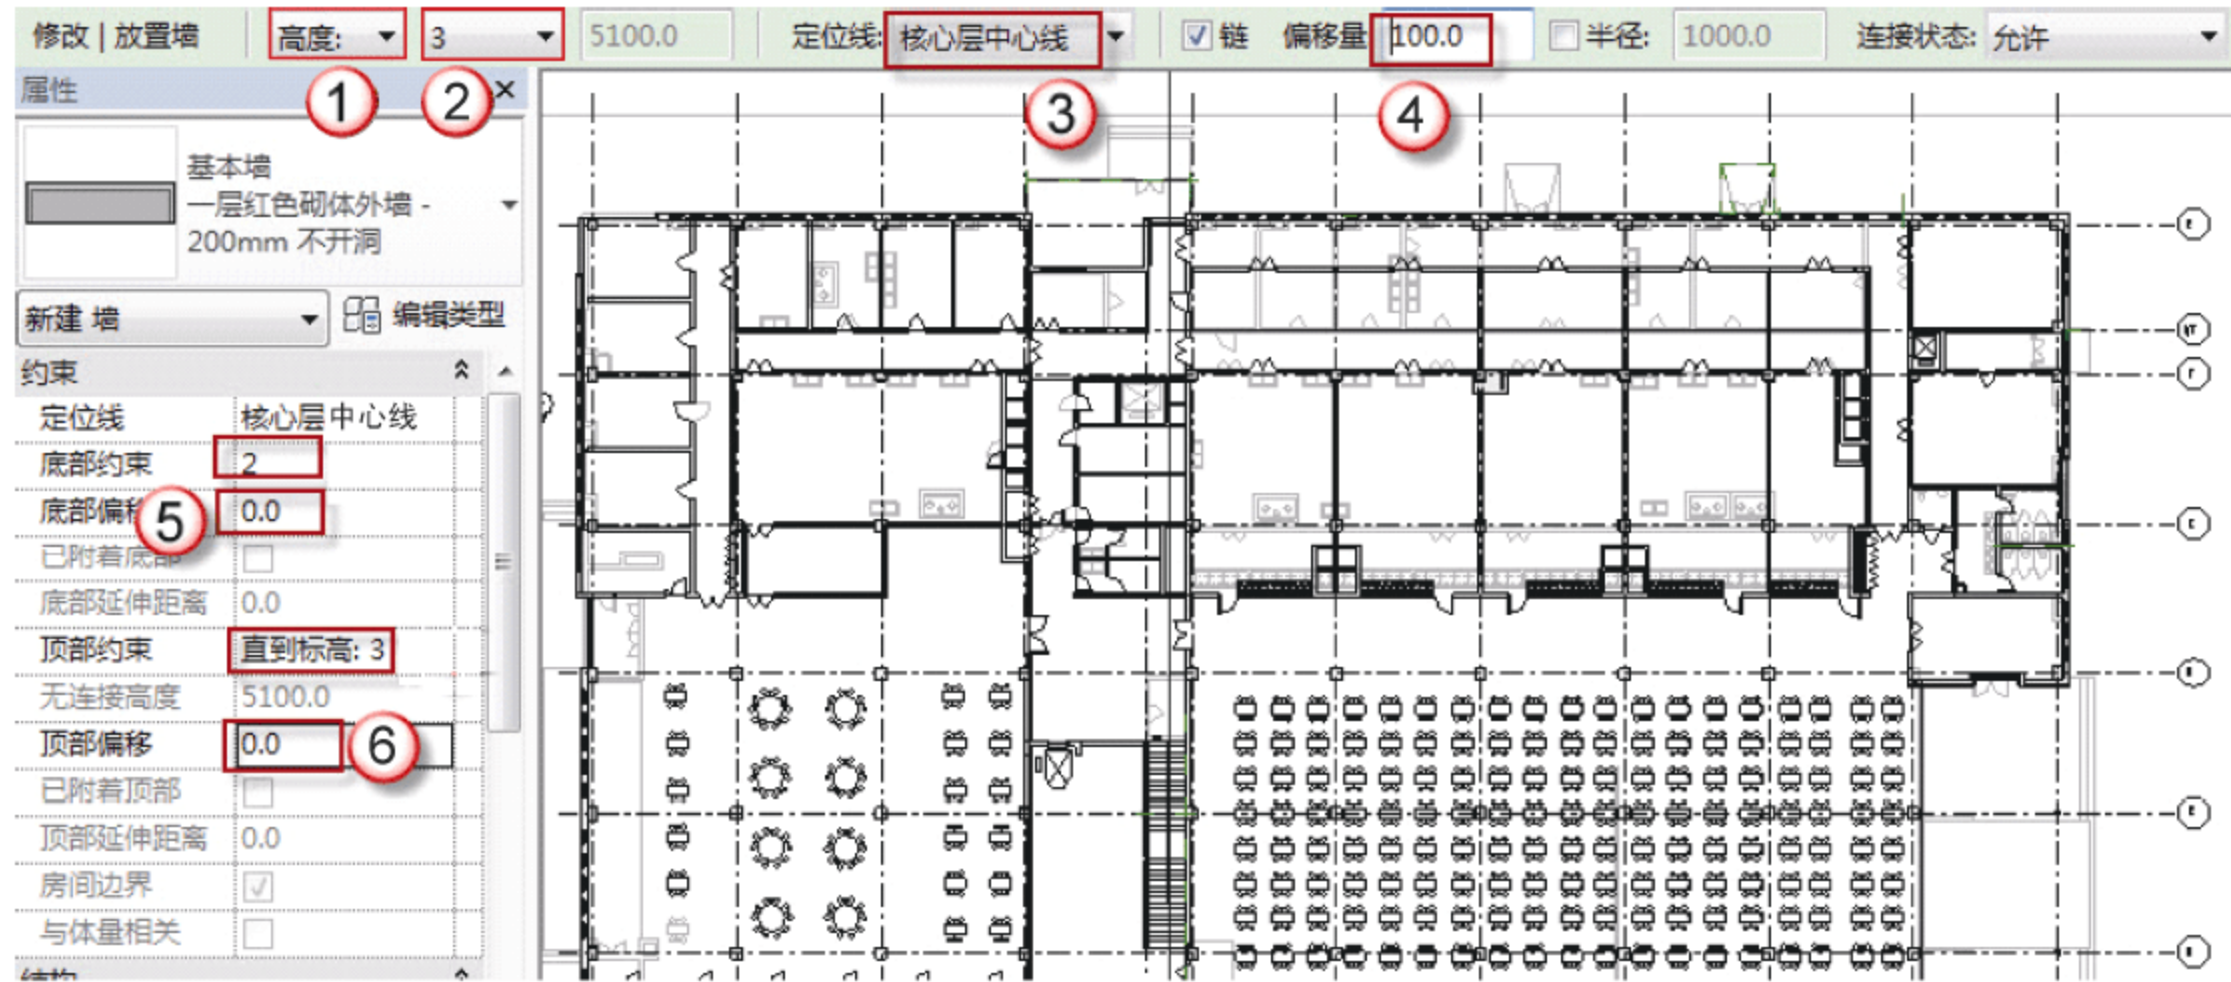 修改 | 放置墙 高度: 3 5100.0 定位线: 核心层中心线 链 偏移量 100.0 半径: 1000.0 连接状态: 允许
1 2 3 4
属性
基本墙
一层红色砌体外墙 -
200mm 不开洞
新建 墙 编辑类型
约束
定位线 核心层中心线
底部约束 2
底部偏移 0.0
5
已附着底部
底部延伸距离 0.0
顶部约束 直到标高: 3
无连接高度 5100.0
顶部偏移 0.0 6
已附着顶部
顶部延伸距离 0.0
房间边界
与体量相关
结构